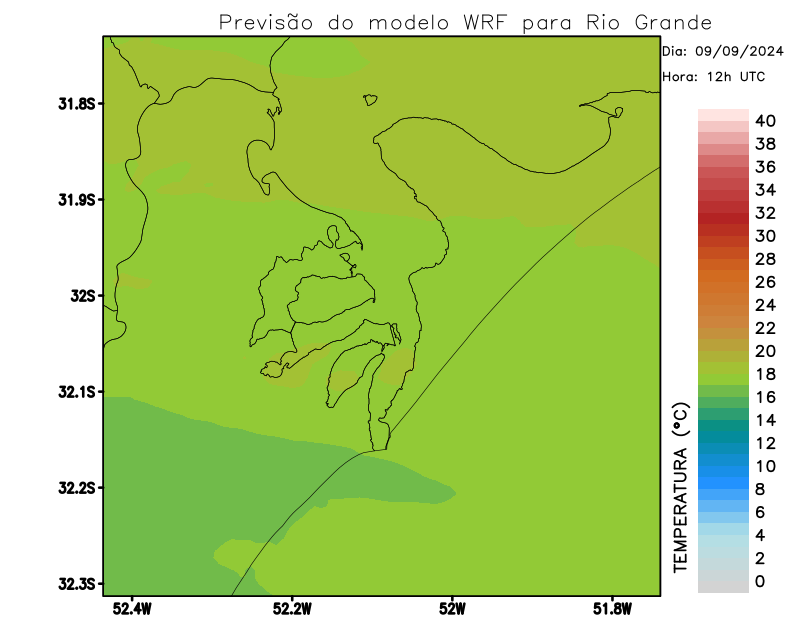 Previsão do modelo WRF para Rio Grande
Dia: 09/09/2024
Hora: 12h UTC
31.8S
31.9S
32S
32.1S
32.2S
32.3S
52.4W
52.2W
52W
51.8W
TEMPERATURA (°C)
40
38
36
34
32
30
28
26
24
22
20
18
16
14
12
10
8
6
4
2
0